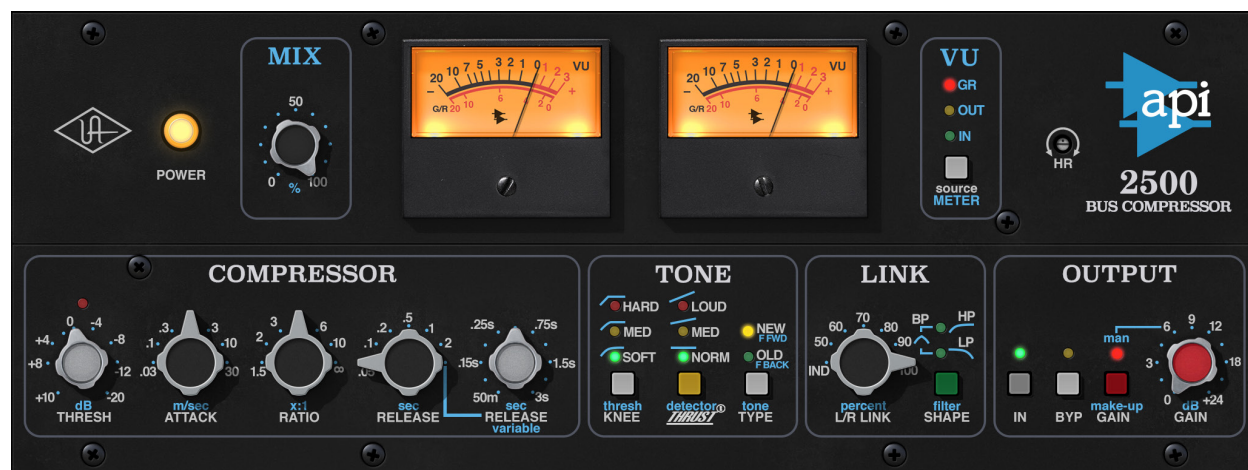 MIX
50
0 % 100
POWER
20 10 7 5 3 2 1 0 1 2 3 VU
- +
G/R 20 10 6 2 0
20 10 7 5 3 2 1 0 1 2 3 VU
- +
G/R 20 10 6 2 0
VU
GR
OUT
IN
source
METER
HR
api
2500
BUS COMPRESSOR
COMPRESSOR
0 -4
+4 -8
+8 -12
+10 -20
dB
THRESH
.3 1
.1 3
.1 10
.03 30
m/sec
ATTACK
3 4
2 6
2 10
1.5 ∞
x:1
RATIO
.5
.2 .1
.1 2
.05
sec
RELEASE
.25s .75s
.15s 1.5s
50m 3s
sec
RELEASE
variable
TONE
HARD LOUD
MED MED NEW
F FWD
SOFT NORM OLD
F BACK
thresh detector tone
KNEE THRUST® TYPE
LINK
70
60 80
50 90
IND 100
percent
L/R LINK
BP HP
LP
filter
SHAPE
OUTPUT
man
IN
BYP
make-up
GAIN
9
6 12
3 18
0 +24
dB
GAIN